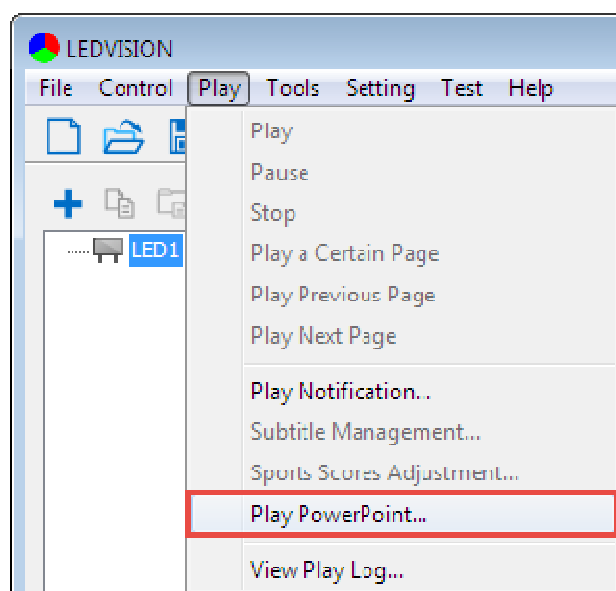 LEDVISION
File Control Play Tools Setting Test Help
Play
Pause
Stop
LED1
Play a Certain Page
Play Previous Page
Play Next Page
Play Notification...
Subtitle Management...
Sports Scores Adjustment...
Play PowerPoint...
View Play Log...